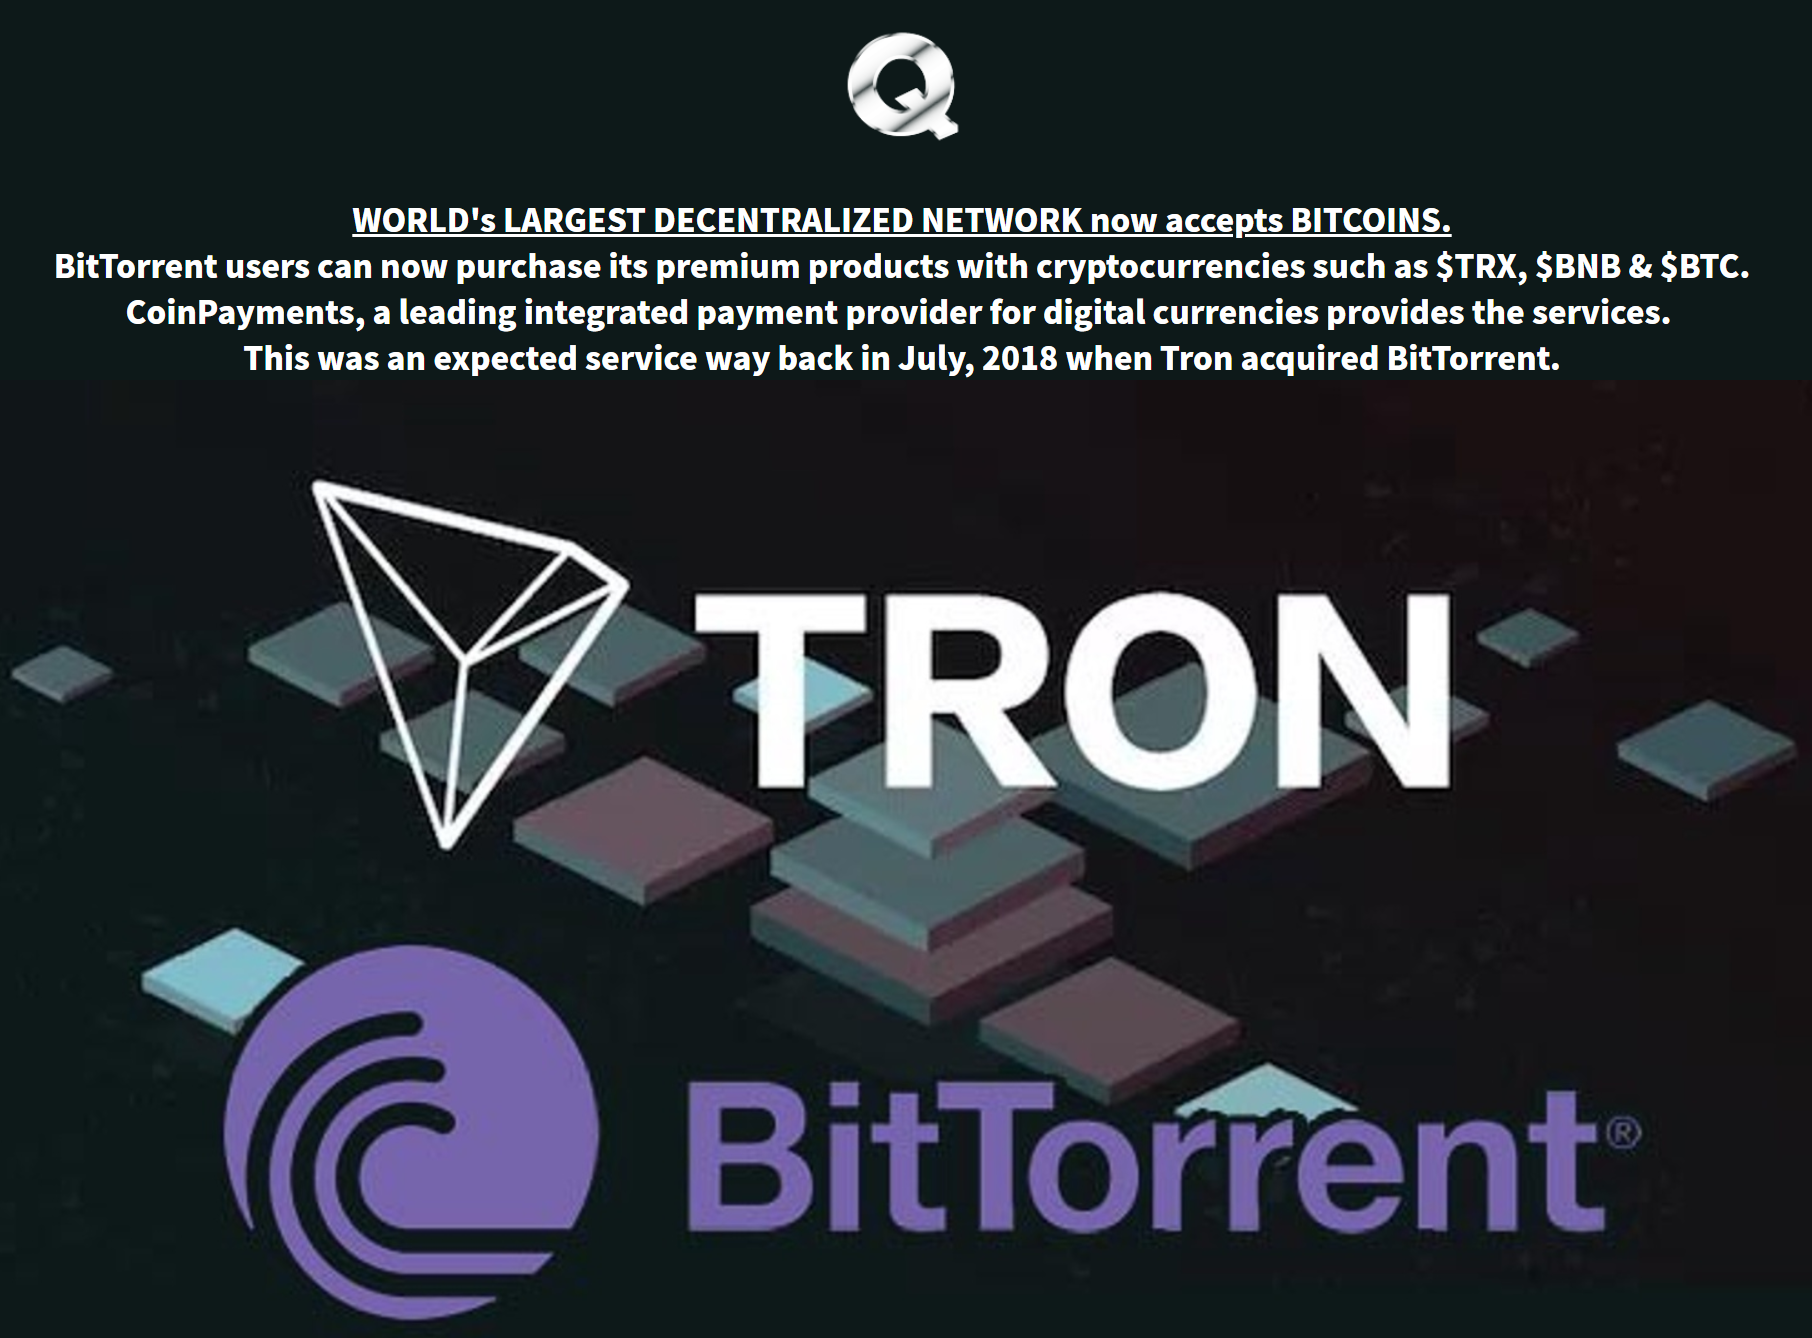 Q
WORLD's LARGEST DECENTRALIZED NETWORK now accepts BITCOINS.
BitTorrent users can now purchase its premium products with cryptocurrencies such as $TRX, $BNB & $BTC.
CoinPayments, a leading integrated payment provider for digital currencies provides the services.
This was an expected service way back in July, 2018 when Tron acquired BitTorrent.
TRON
BitTorrent®